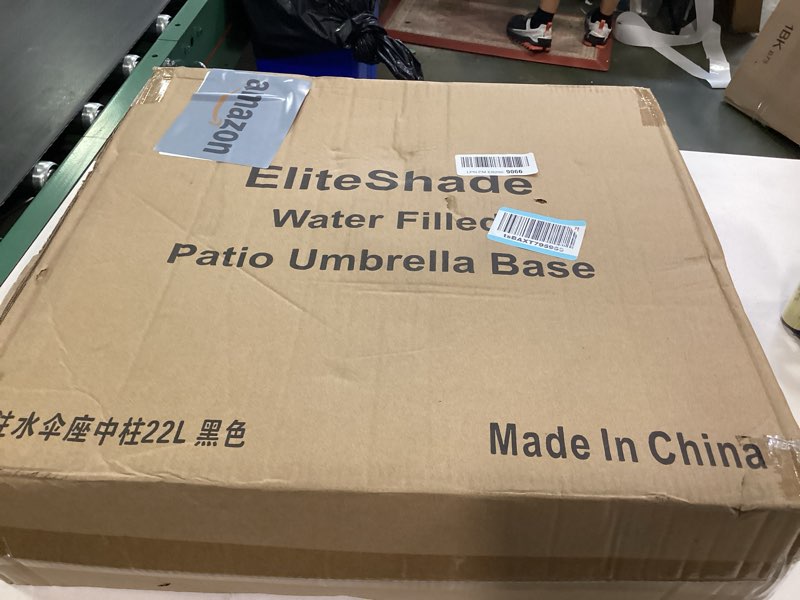 amazon
EliteShade
Water Filled
Patio Umbrella Base
注水伞座中柱22L 黑色
Made In China